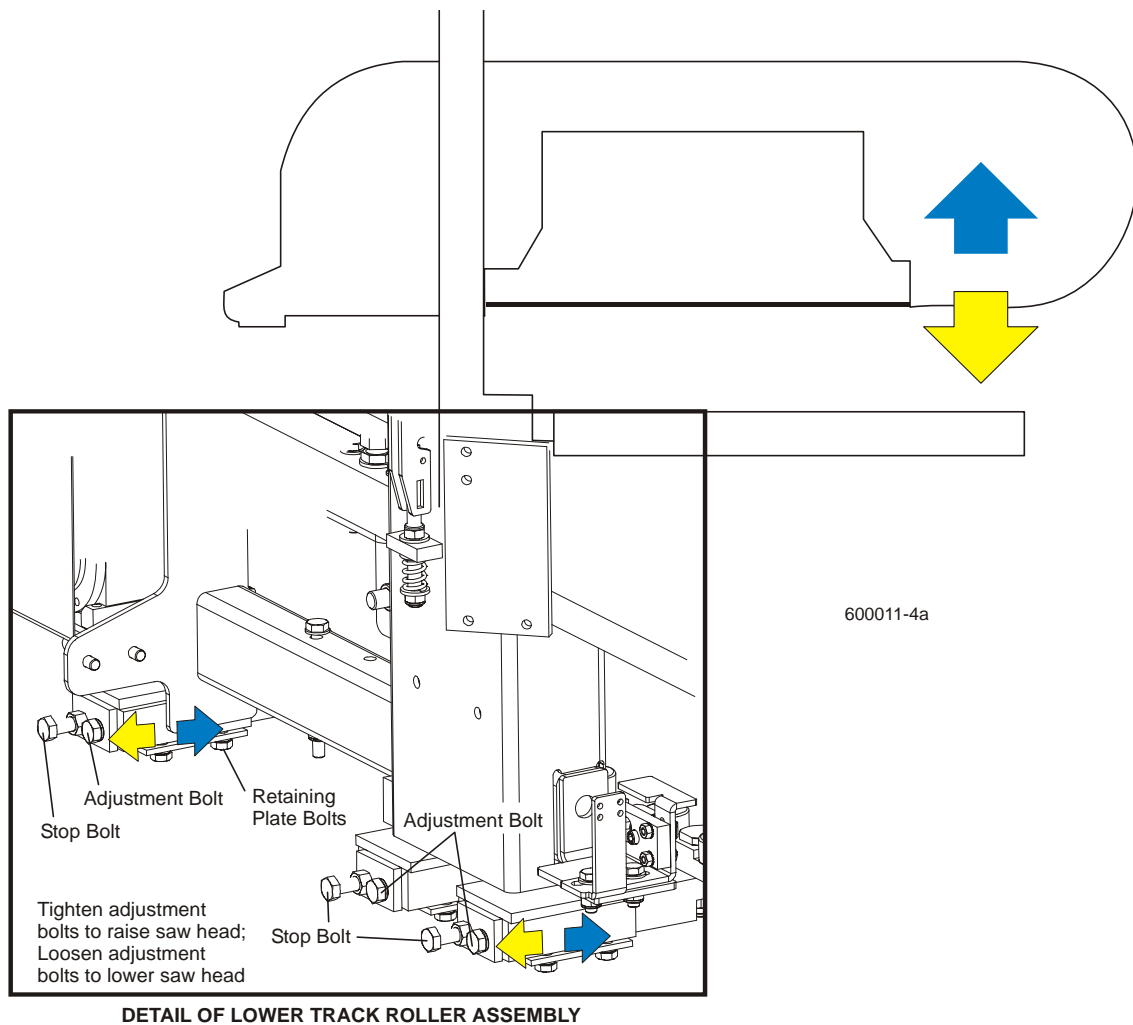 600011-4a
Adjustment Bolt
Stop Bolt
Retaining
Plate Bolts
Adjustment Bolt
Stop Bolt
Tighten adjustment
bolts to raise saw head;
Loosen adjustment
bolts to lower saw head
DETAIL OF LOWER TRACK ROLLER ASSEMBLY